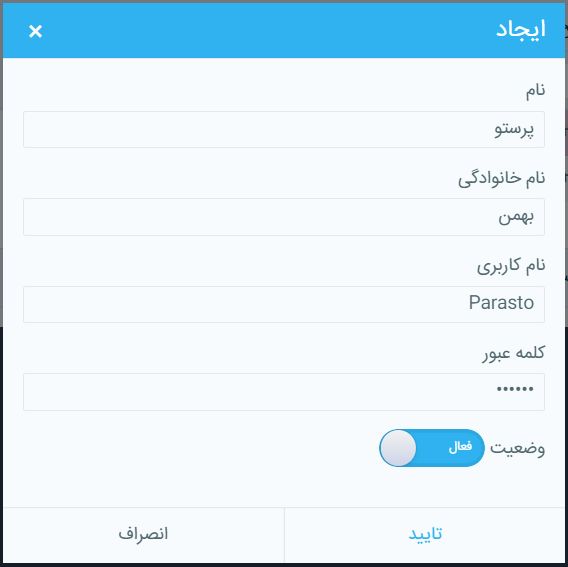 ایجاد ×
نام
پرستو
نام خانوادگی
بهمن
نام کاربری
Parasto
کلمه عبور
••••••
وضعیت فعال
تایید انصراف